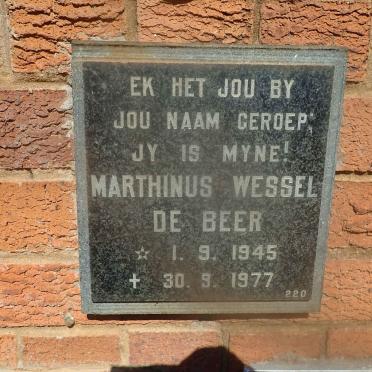 EK HET JOU BY
JOU NAAM GEROEP;
JY IS MYNE!
MARTHINUS WESSEL
DE BEER
☆ 1. 9. 1945
✝ 30. 9. 1977
220